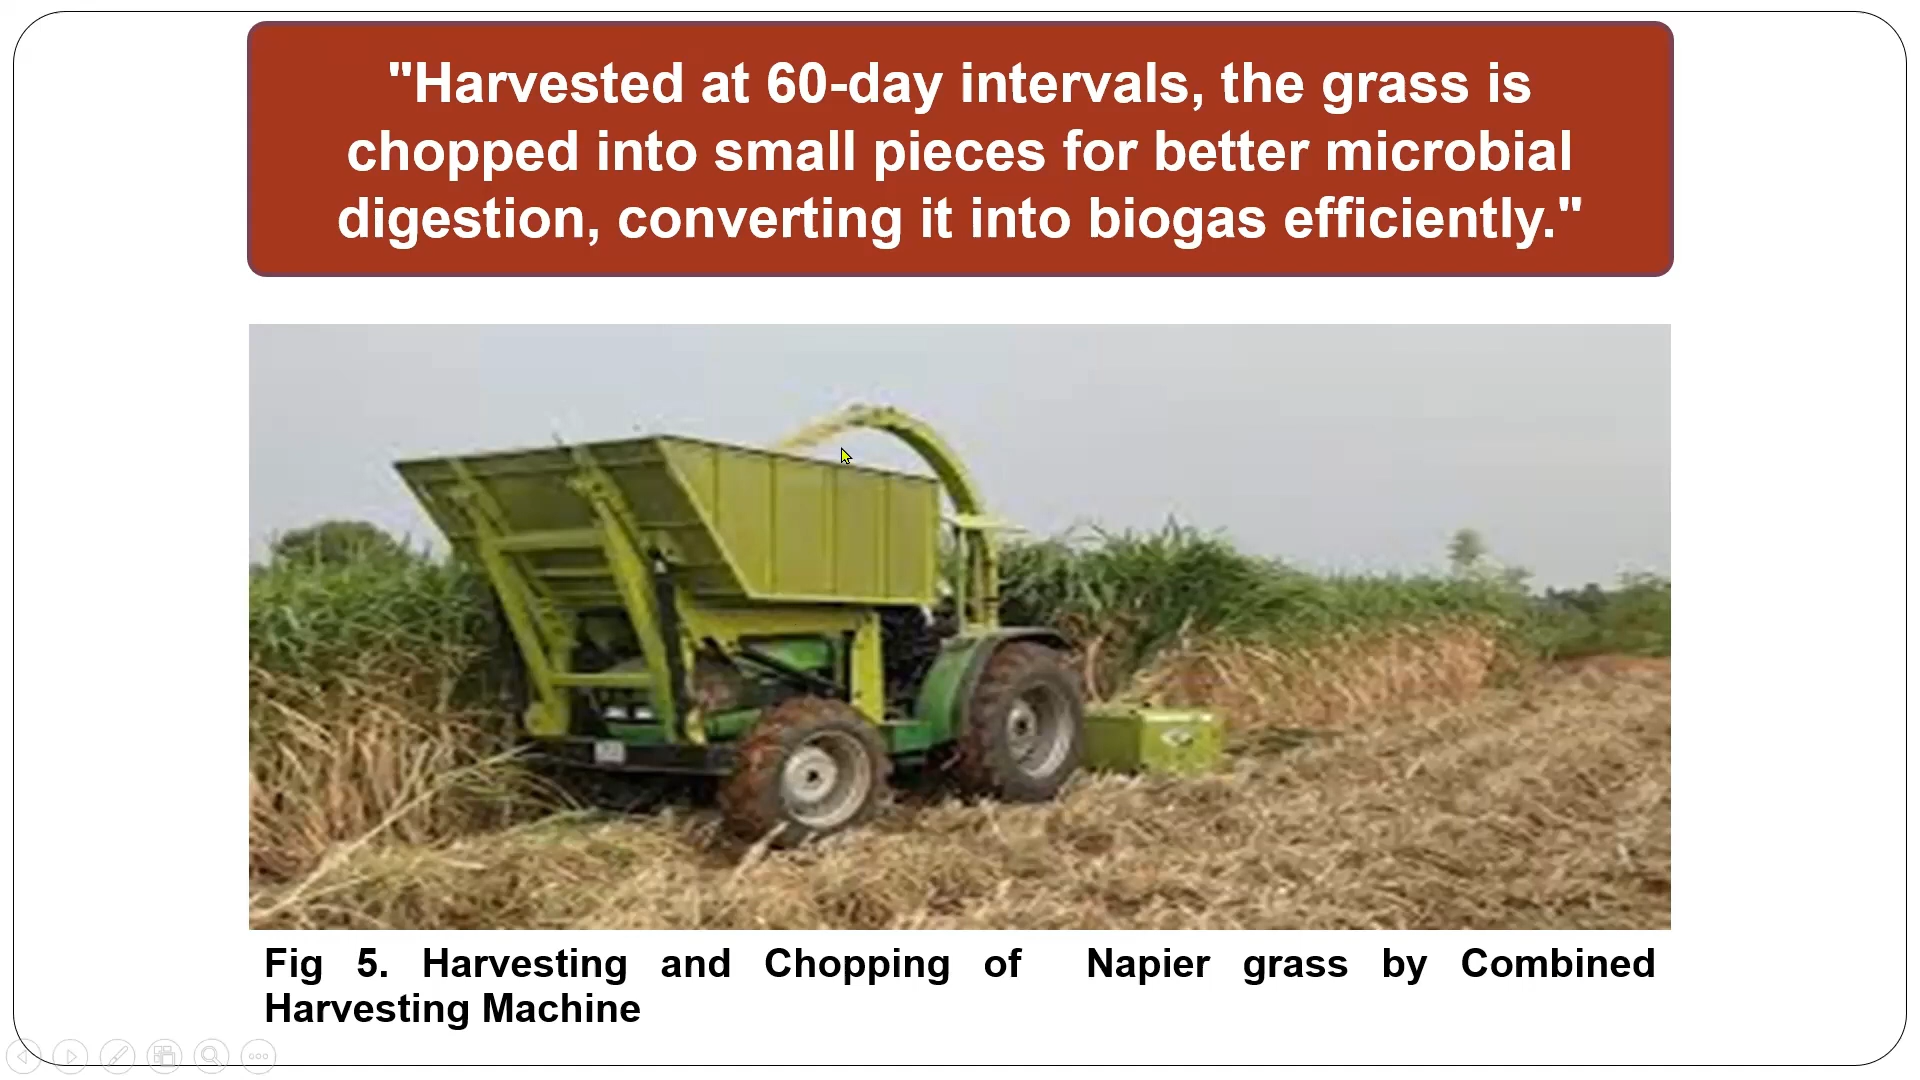 "Harvested at 60-day intervals, the grass is
chopped into small pieces for better microbial
digestion, converting it into biogas efficiently."
Fig 5. Harvesting and Chopping of Napier grass by Combined
Harvesting Machine